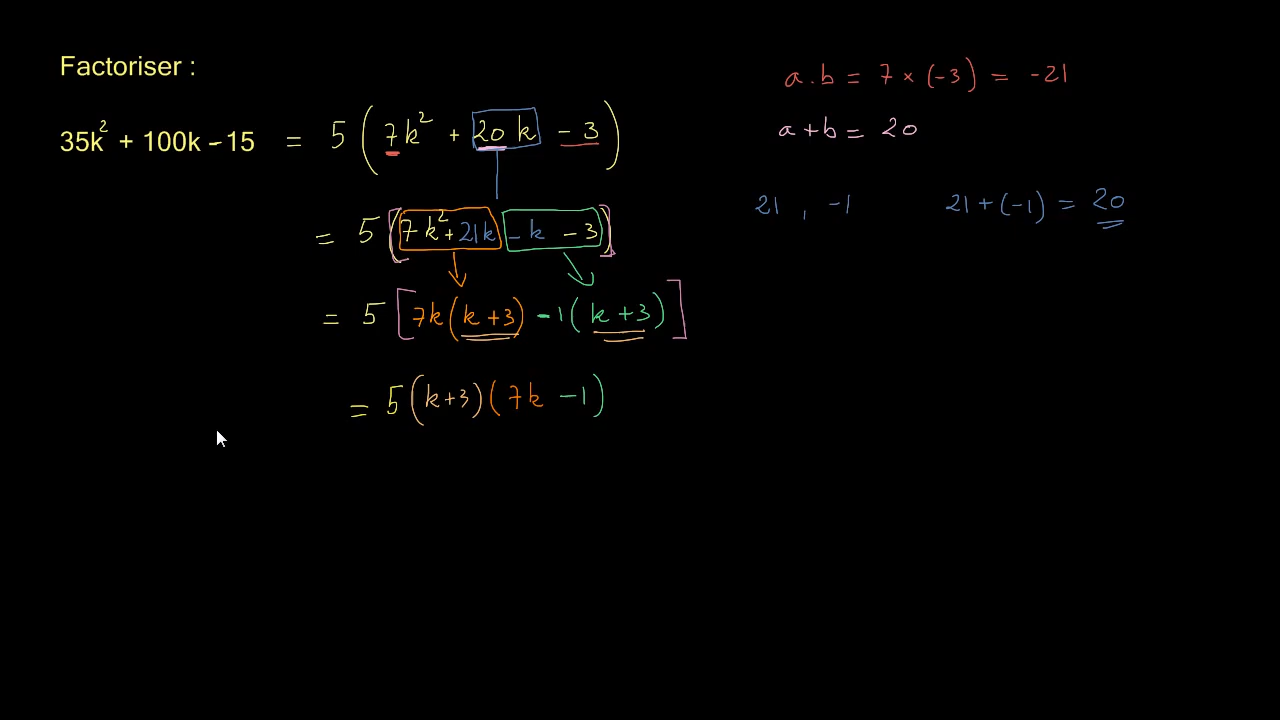 Factoriser :
35k² + 100k - 15 = 5 (7k² + 20k - 3)
= 5 [(7k² + 21k - k - 3)]
= 5 [7k (k + 3) - 1 (k + 3)]
= 5 (k + 3) (7k - 1)
a . b = 7 × (-3) = -21
a + b = 20
21 , -1 21 + (-1) = 20